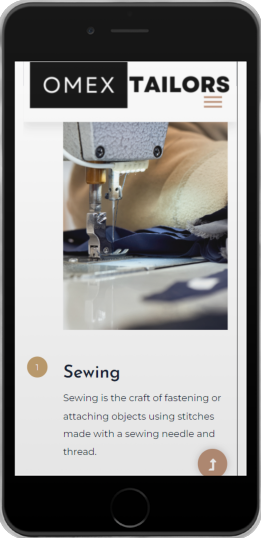 OMEX TAILORS
1
Sewing
Sewing is the craft of fastening or
attaching objects using stitches
made with a sewing needle and
thread.